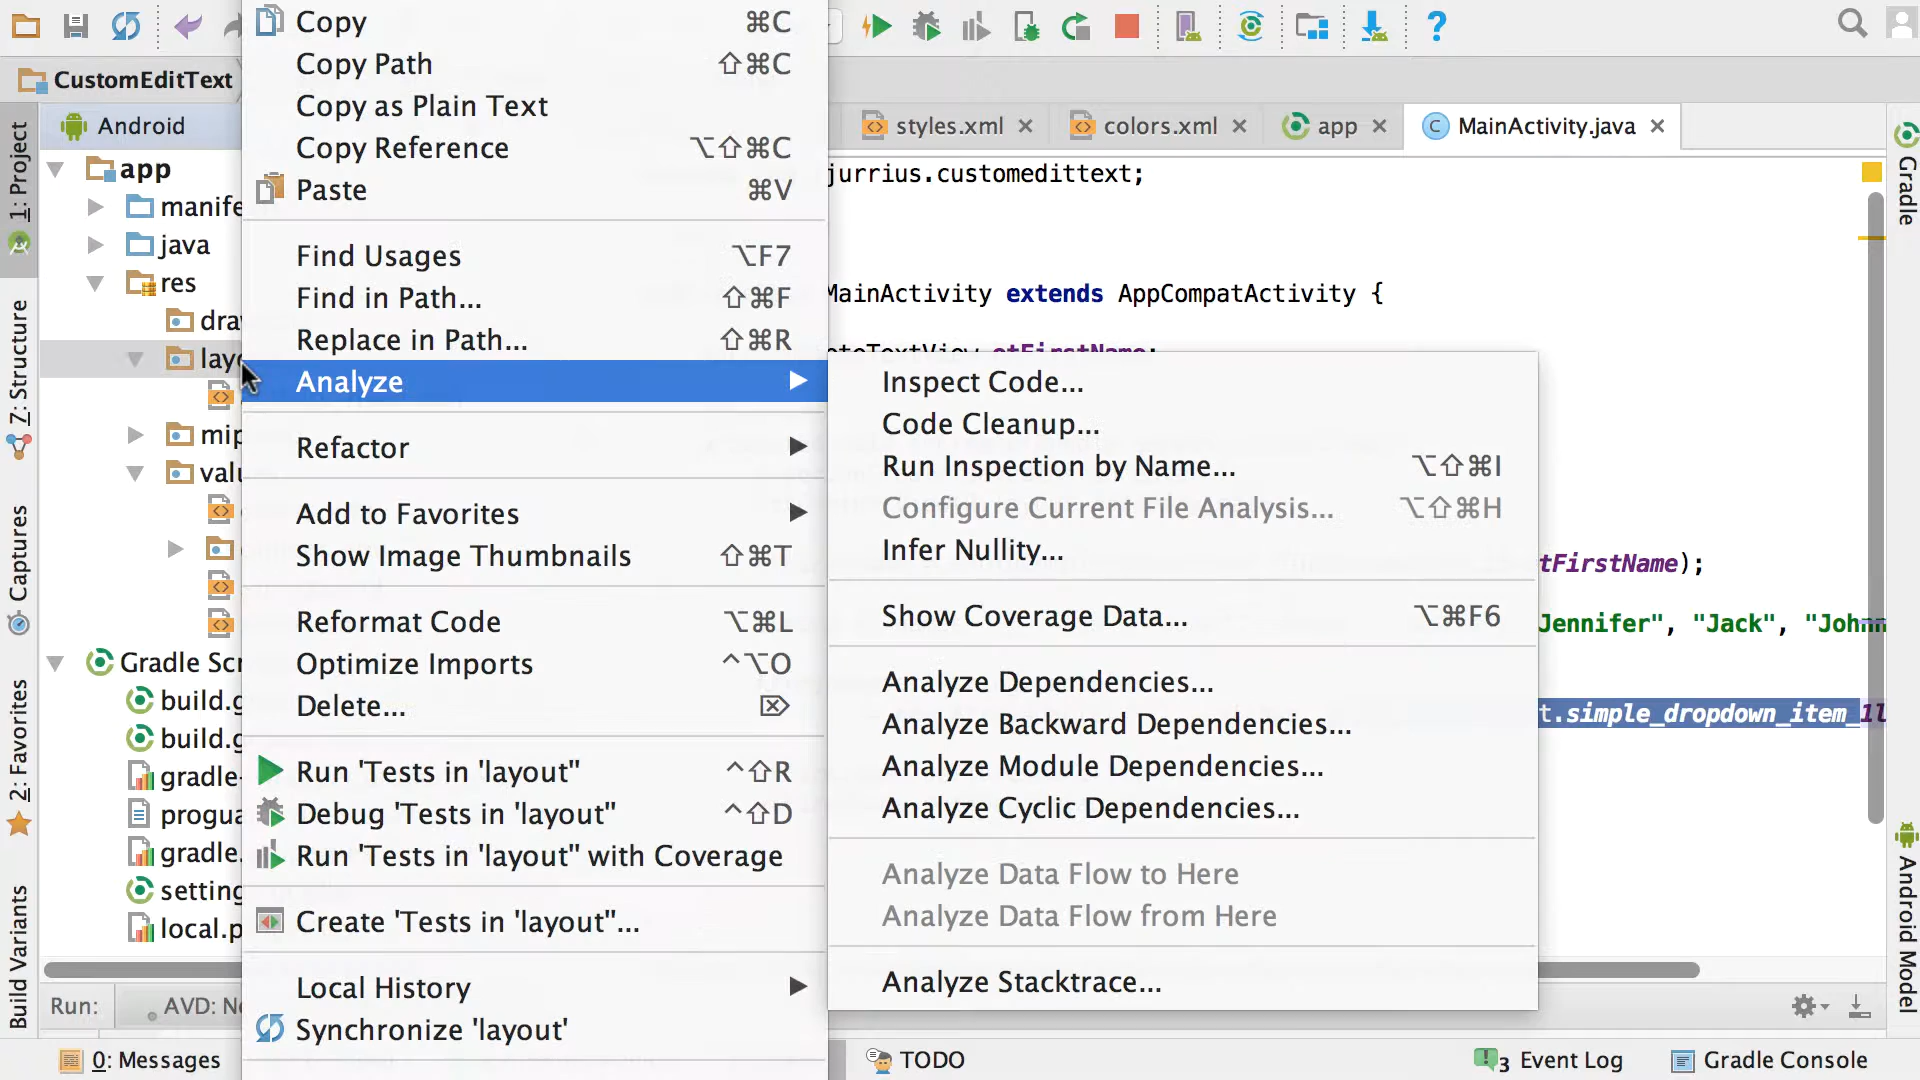 CustomEditText
Android
app
manife
java
res
drav
layo
mip
valu
Gradle Scr
build.g
build.g
gradle-
progua
gradle.
setting
local.p
1: Project
Z: Structure
Captures
2: Favorites
Build Variants
Copy ⌘C
Copy Path ⇧⌘C
Copy as Plain Text
Copy Reference ⌥⇧⌘C
Paste ⌘V
Find Usages ⌥F7
Find in Path... ⇧⌘F
Replace in Path... ⇧⌘R
Analyze
Refactor
Add to Favorites
Show Image Thumbnails ⇧⌘T
Reformat Code ⌥⌘L
Optimize Imports ^⌥O
Delete... ⌦
Run 'Tests in 'layout'' ^⇧R
Debug 'Tests in 'layout'' ^⇧D
Run 'Tests in 'layout'' with Coverage
Create 'Tests in 'layout''...
Local History
Synchronize 'layout'
Inspect Code...
Code Cleanup...
Run Inspection by Name... ⌥⇧⌘I
Configure Current File Analysis... ⌥⇧⌘H
Infer Nullity...
Show Coverage Data... ⌥⌘F6
Analyze Dependencies...
Analyze Backward Dependencies...
Analyze Module Dependencies...
Analyze Cyclic Dependencies...
Analyze Data Flow to Here
Analyze Data Flow from Here
Analyze Stacktrace...
styles.xml
colors.xml
app
MainActivity.java
jurrius.customedittext;
MainActivity extends AppCompatActivity {
etFirstName;
tFirstName);
Jennifer", "Jack", "John
t.simple_dropdown_item_1l
Gradle
Android Model
Run: AVD: Ne
0: Messages
TODO
3 Event Log
Gradle Console